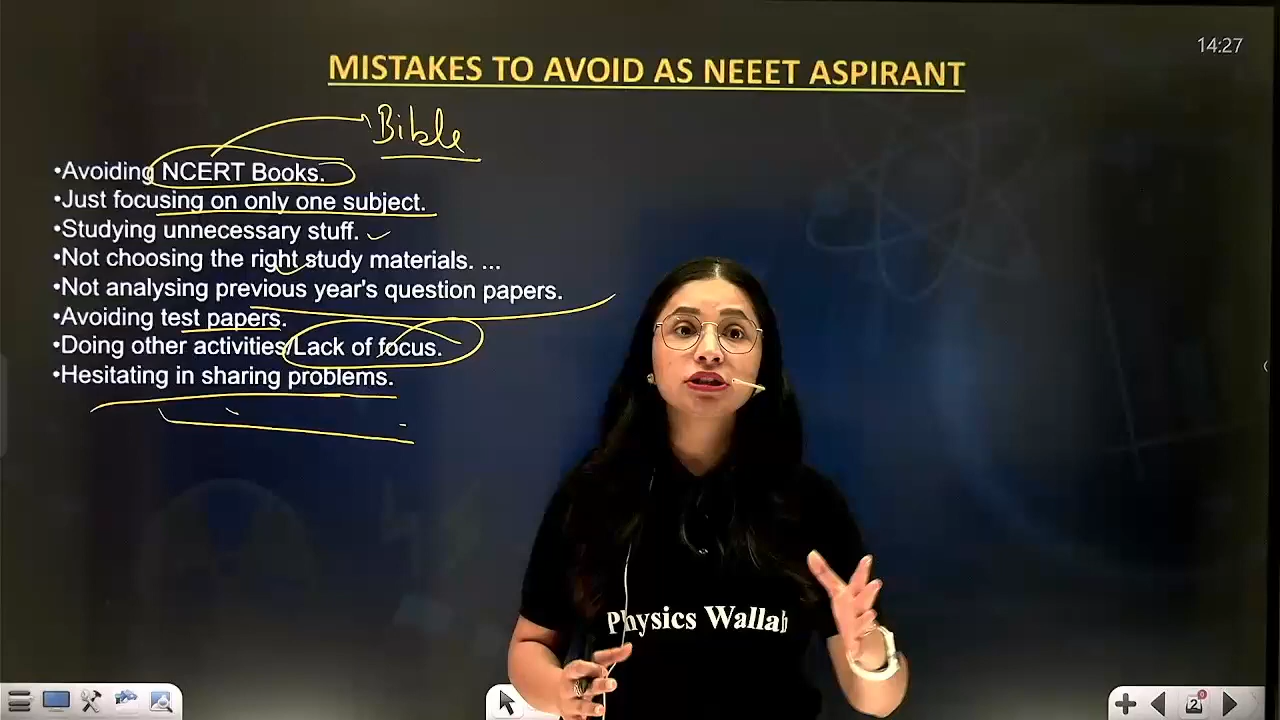 14:27
MISTAKES TO AVOID AS NEEET ASPIRANT
Bible
•Avoiding NCERT Books.
•Just focusing on only one subject.
•Studying unnecessary stuff.
•Not choosing the right study materials. ...
•Not analysing previous year's question papers.
•Avoiding test papers.
•Doing other activities/Lack of focus.
•Hesitating in sharing problems.
Physics Wallah
2